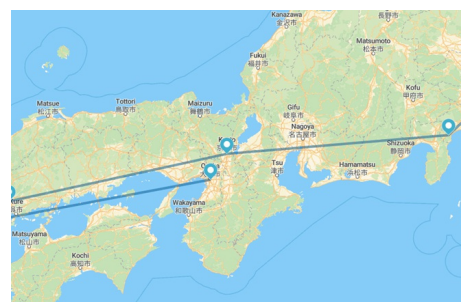 Kanazawa
金沢市
長野市
Matsumoto
松本市
Fukui
福井市
Kofu
甲府市
Matsue
松江市
Tottori
鳥取市
Maizuru
舞鶴市
Gifu
岐阜市
Nagoya
名古屋市
Shizuoka
静岡市
Tsu
津市
Hamamatsu
浜松市
Wakayama
和歌山市
Matsuyama
松山市
Kochi
高知市